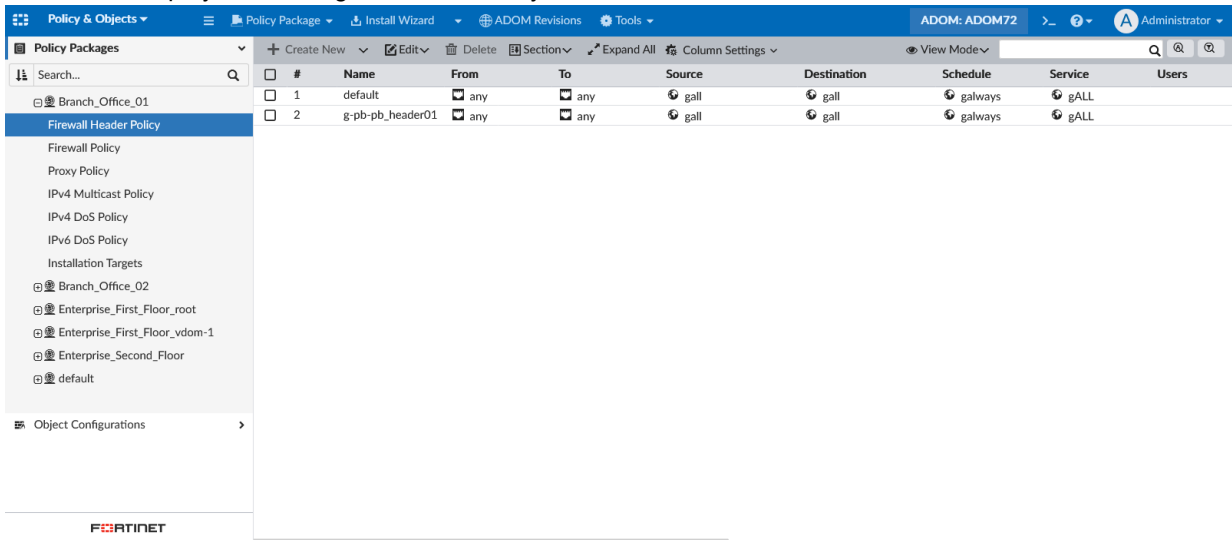 Policy & Objects Policy Package Install Wizard ADOM Revisions Tools ADOM: ADOM72 >_ ? A Administrator
Policy Packages + Create New Edit Delete Section Expand All Column Settings View Mode
Search... # Name From To Source Destination Schedule Service Users
Branch_Office_01 1 default any any gall gall galways gALL
Firewall Header Policy 2 g-pb-pb_header01 any any gall gall galways gALL
Firewall Policy
Proxy Policy
IPv4 Multicast Policy
IPv4 DoS Policy
IPv6 DoS Policy
Installation Targets
Branch_Office_02
Enterprise_First_Floor_root
Enterprise_First_Floor_vdom-1
Enterprise_Second_Floor
default
Object Configurations
FORTINET